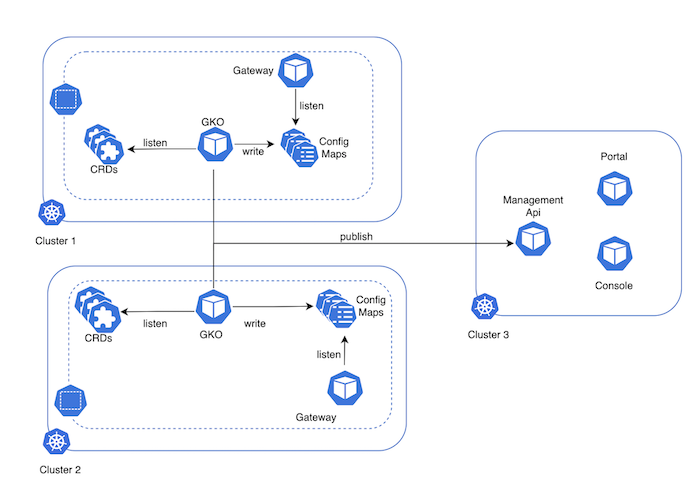 Gateway
listen
GKO
listen
write
Config
Maps
CRDs
Cluster 1
publish
Portal
Management
Api
Console
Cluster 3
Config
Maps
CRDs
listen
GKO
write
listen
Gateway
Cluster 2